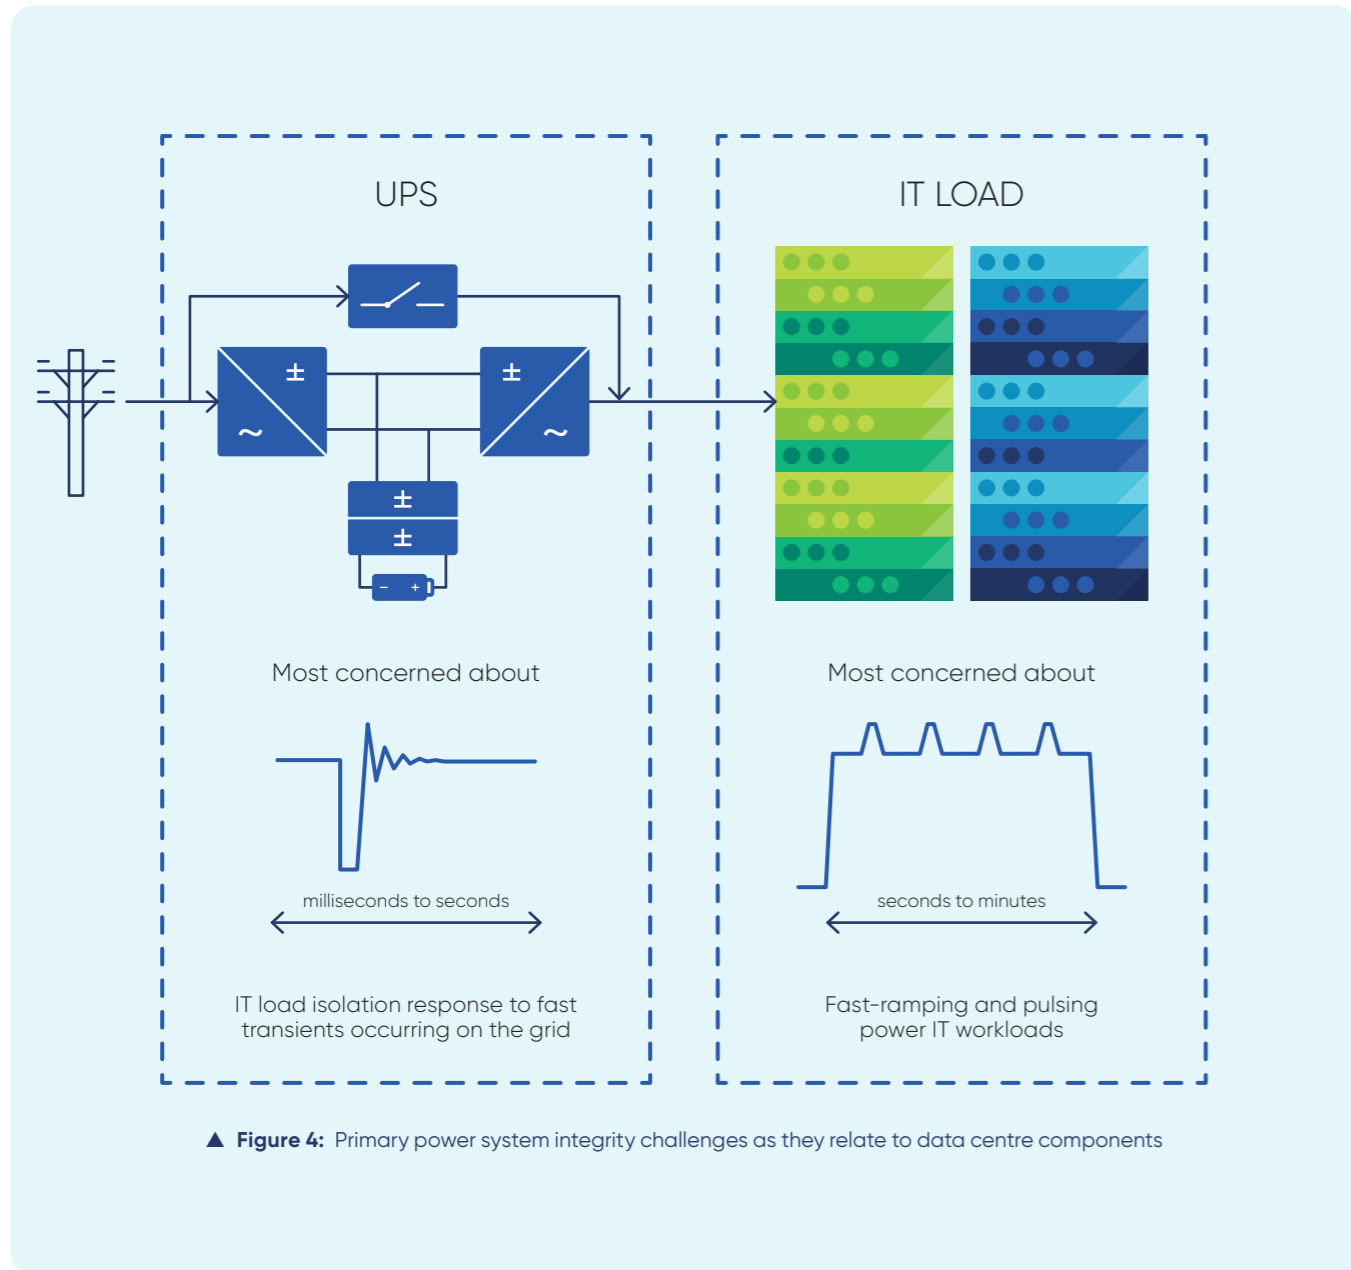 UPS
IT LOAD
±
~
±
~
±
±
− +
Most concerned about
Most concerned about
milliseconds to seconds
seconds to minutes
IT load isolation response to fast
transients occurring on the grid
Fast-ramping and pulsing
power IT workloads
▲ Figure 4: Primary power system integrity challenges as they relate to data centre components